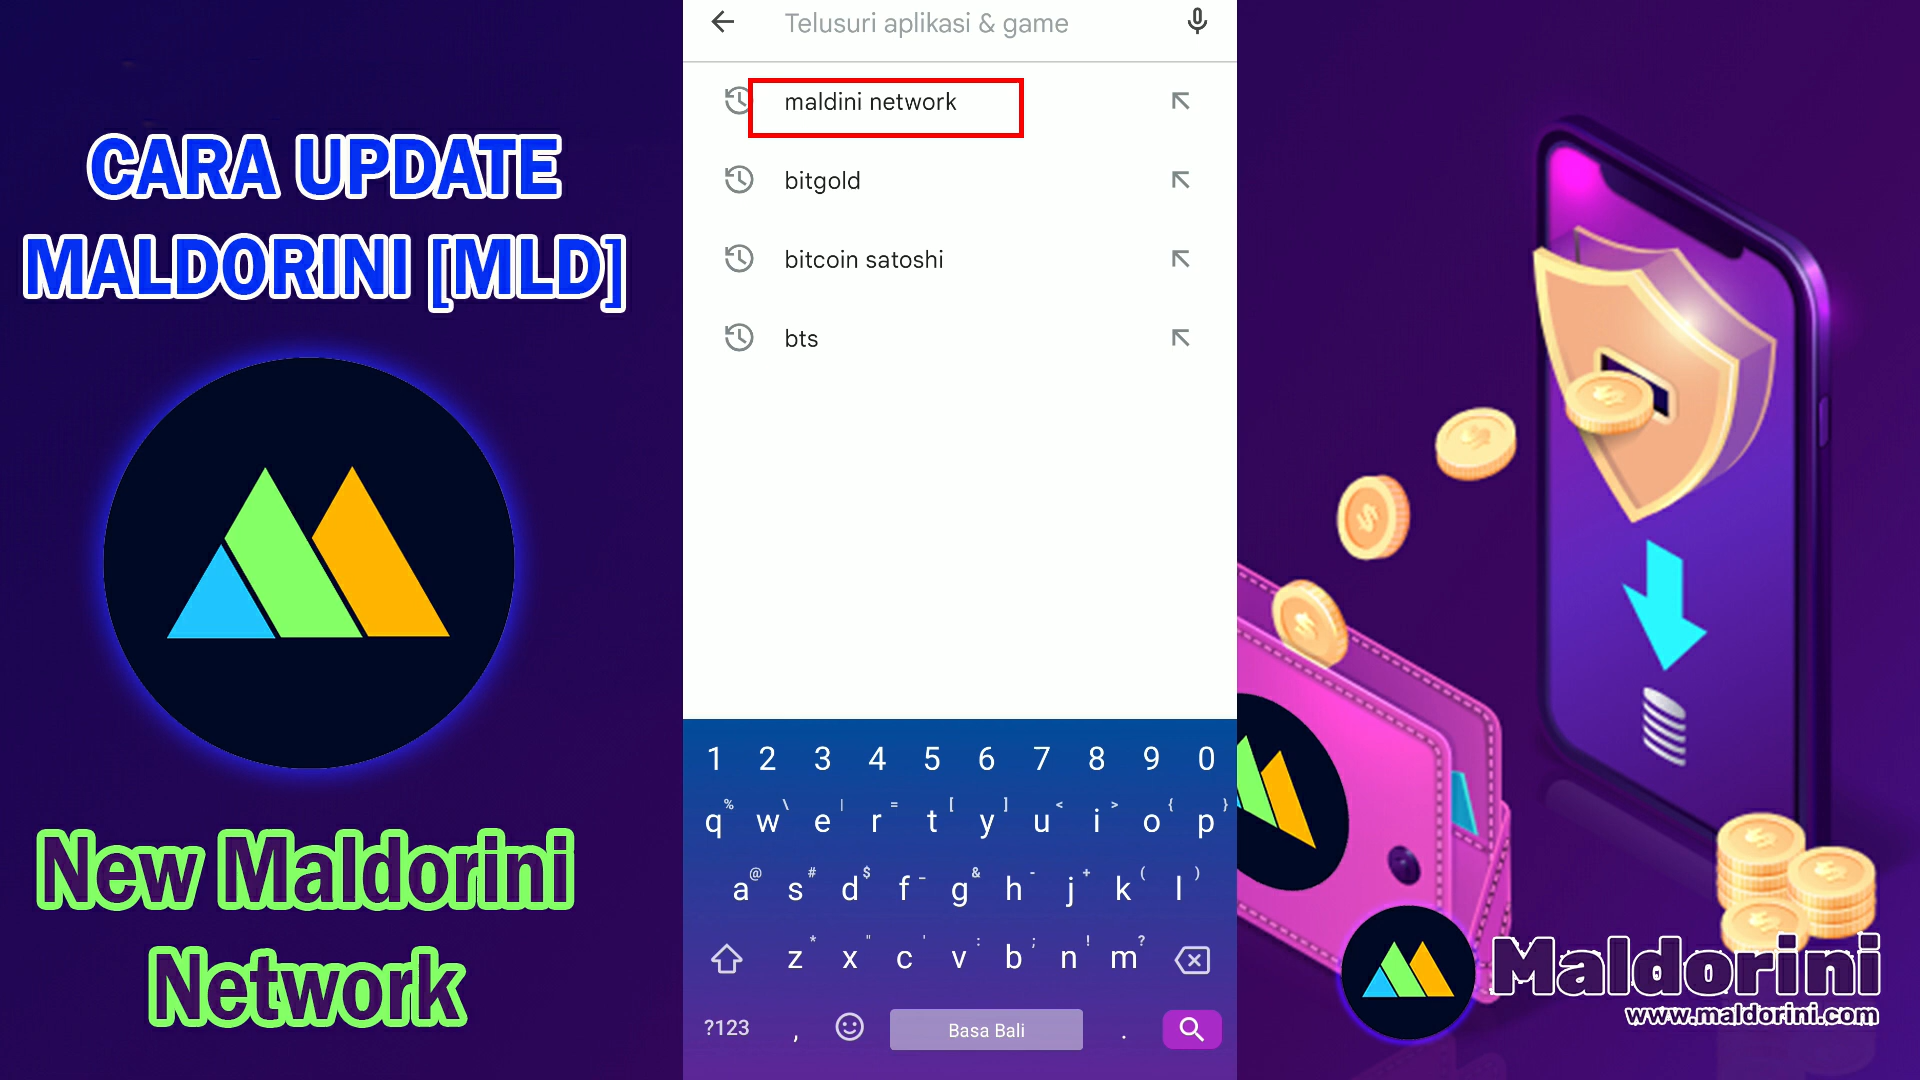 CARA UPDATE
MALDORINI [MLD]
New Maldorini
Network
Telusuri aplikasi & game
maldini network
bitgold
bitcoin satoshi
bts
1 2 3 4 5 6 7 8 9 0
q % w \ e | r = t [ y ] u < i > o { p }
a @ s # d $ f _ g & h - j + k ( l )
z * x " c ' v : b ; n ! m ?
?123 , Basa Bali .
Maldorini
www.maldorini.com